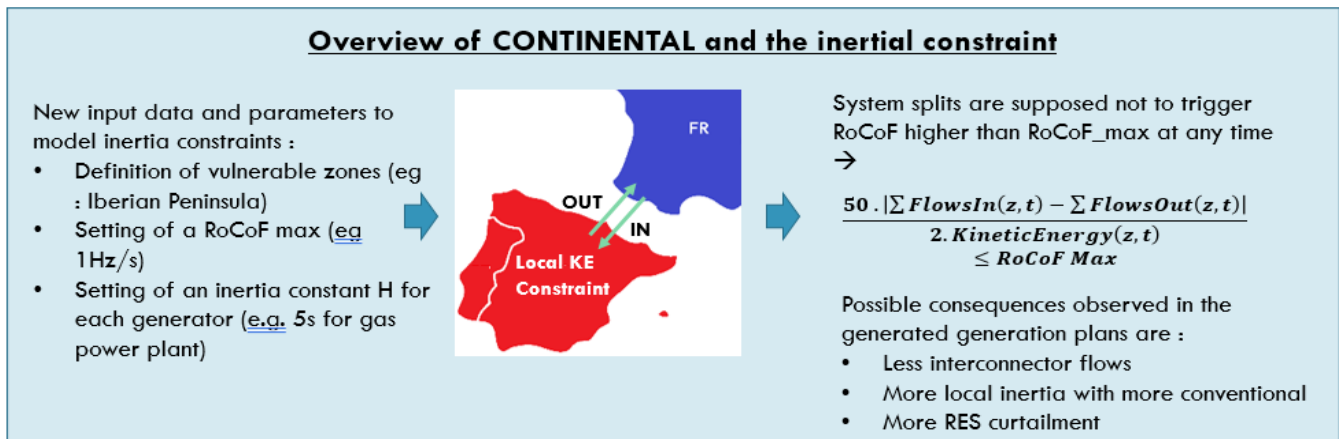 Overview of CONTINENTAL and the inertial constraint
New input data and parameters to
model inertia constraints :
• Definition of vulnerable zones (eg
: Iberian Peninsula)
• Setting of a RoCoF max (eg
1Hz/s)
• Setting of an inertia constant H for
each generator (e.g. 5s for gas
power plant)
FR
OUT
IN
Local KE
Constraint
System splits are supposed not to trigger
RoCoF higher than RoCoF_max at any time
→
50 . |∑ FlowsIn(z, t) − ∑ FlowsOut(z, t)|
2. KineticEnergy(z, t)
≤ RoCoF Max
Possible consequences observed in the
generated generation plans are :
• Less interconnector flows
• More local inertia with more conventional
• More RES curtailment